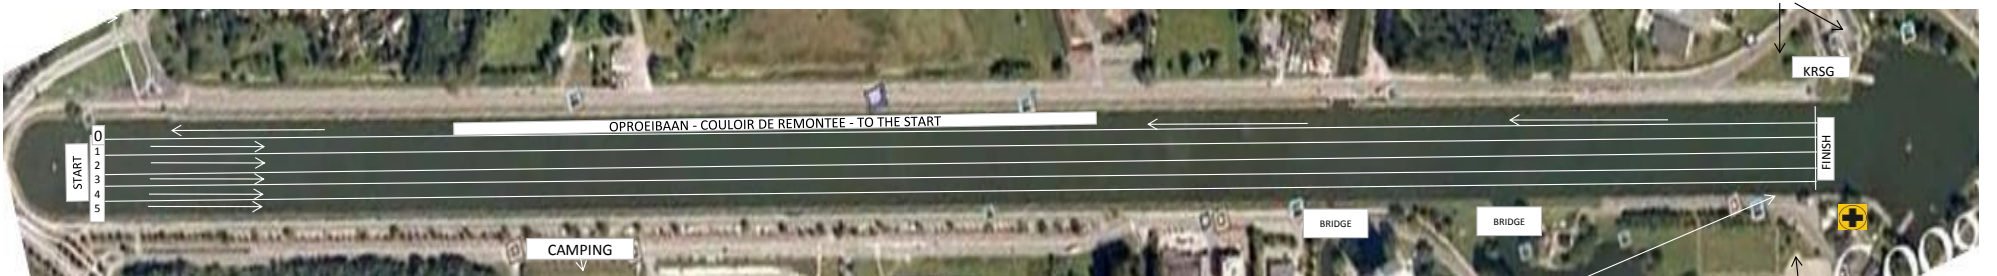 KRSG
OPROEIBAAN - COULOIR DE REMONTEE - TO THE START
START
0
1
2
3
4
5
FINISH
BRIDGE
BRIDGE
CAMPING